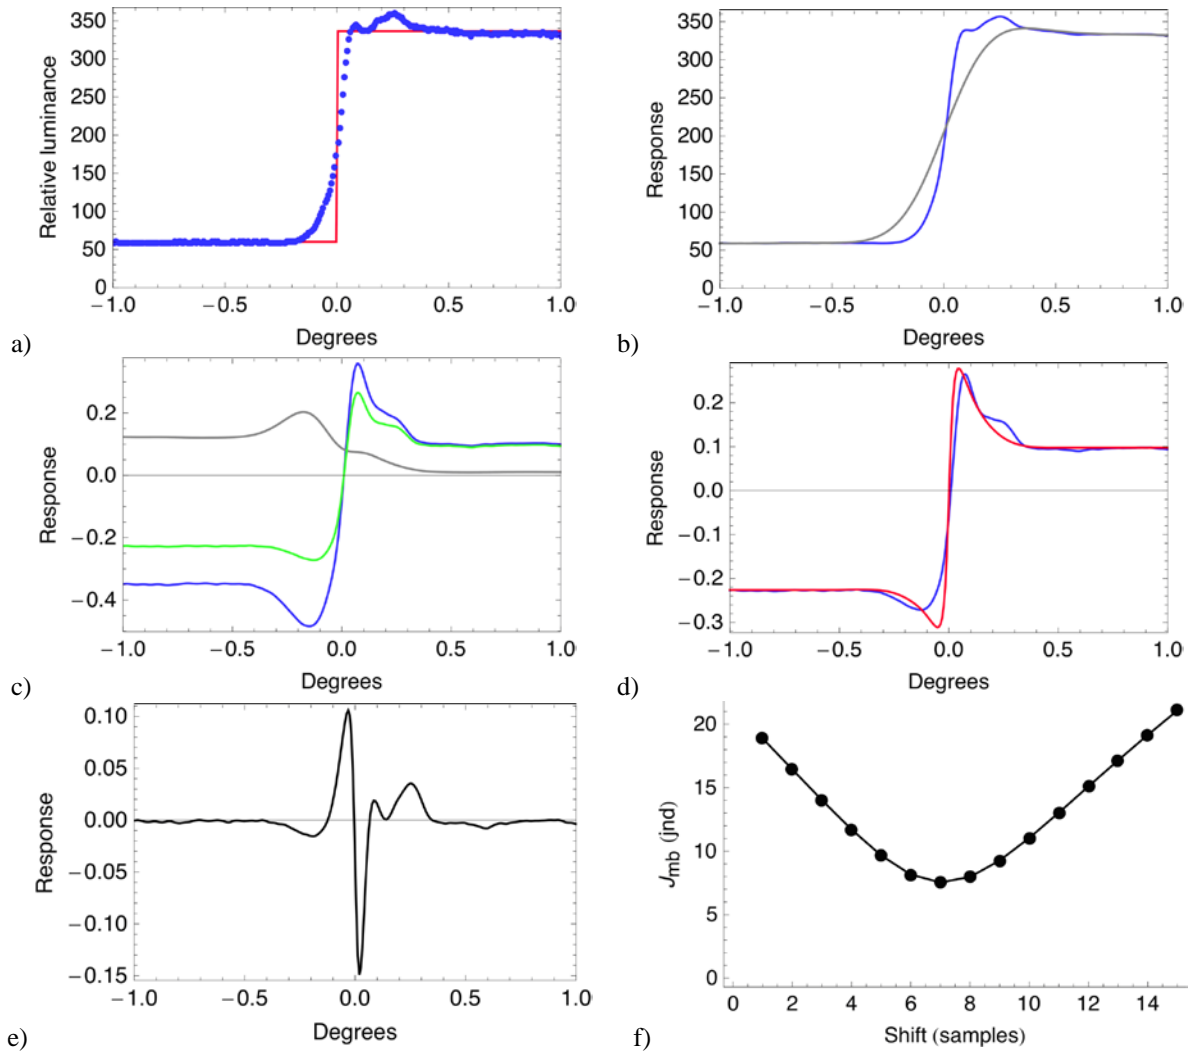 350
300
250
200
150
100
50
0
Relative luminance
−1.0 −0.5 0.0 0.5 1.0
Degrees
a)
350
300
250
200
150
100
50
0
Response
−1.0 −0.5 0.0 0.5 1.0
Degrees
b)
0.2
0.0
−0.2
−0.4
Response
−1.0 −0.5 0.0 0.5 1.0
Degrees
c)
0.2
0.1
0.0
−0.1
−0.2
−0.3
Response
−1.0 −0.5 0.0 0.5 1.0
Degrees
d)
0.10
0.05
0.00
−0.05
−0.10
−0.15
Response
−1.0 −0.5 0.0 0.5 1.0
Degrees
e)
20
15
10
5
0
Jmb (jnd)
0 2 4 6 8 10 12 14
Shift (samples)
f)